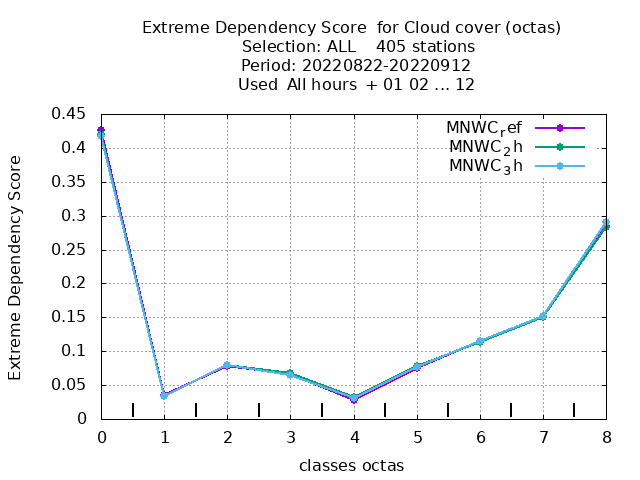 Extreme Dependency Score  for Cloud cover (octas)
Selection: ALL    405 stations
Period: 20220822-20220912
Used  All hours  + 01 02 ... 12
MNWC_ref
MNWC_2h
MNWC_3h
Extreme Dependency Score
0.45
0.4
0.35
0.3
0.25
0.2
0.15
0.1
0.05
0
0 1 2 3 4 5 6 7 8
classes octas